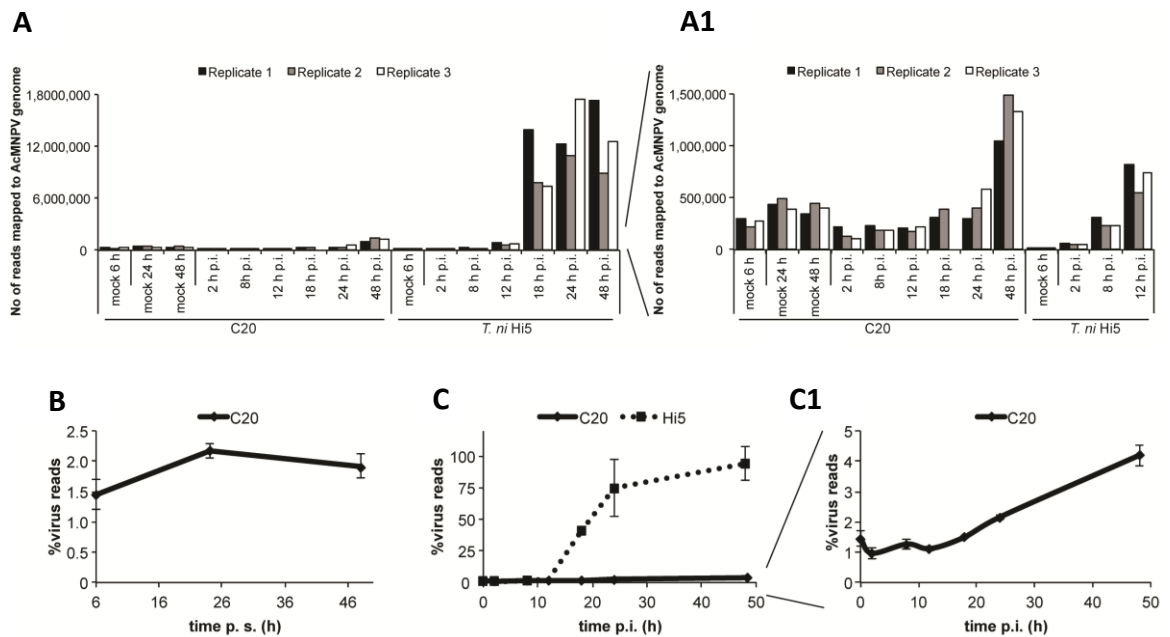 A
Replicate 1 Replicate 2 Replicate 3
No of reads mapped to AcMNPV genome
1,8000,000
12,000,000
6,000,000
0
mock 6 h
mock 24 h
mock 48 h
2 h p.i.
8h p.i.
12 h p.i.
18 h p.i.
24 h p.i.
48 h p.i.
mock 6 h
2 h p.i.
8 h p.i.
12 h p.i.
18 h p.i.
24 h p.i.
48 h p.i.
C20
T. ni Hi5
A1
Replicate 1 Replicate 2 Replicate 3
No of reads mapped to AcMNPV genome
1,500,000
1,000,000
500,000
0
mock 6 h
mock 24 h
mock 48 h
2 h p.i.
8 h p.i.
12 h p.i.
18 h p.i.
24 h p.i.
48 h p.i.
mock 6 h
2 h p.i.
8 h p.i.
12 h p.i.
C20
T. ni Hi5
B
C20
%virus reads
2.5
2.0
1.5
1.0
0.5
0
6 16 26 36 46
time p. s. (h)
C
C20 Hi5
%virus reads
100
75
50
25
0
0 10 20 30 40 50
time p.i. (h)
C1
C20
%virus reads
5
4
3
2
1
0
0 10 20 30 40 50
time p.i. (h)